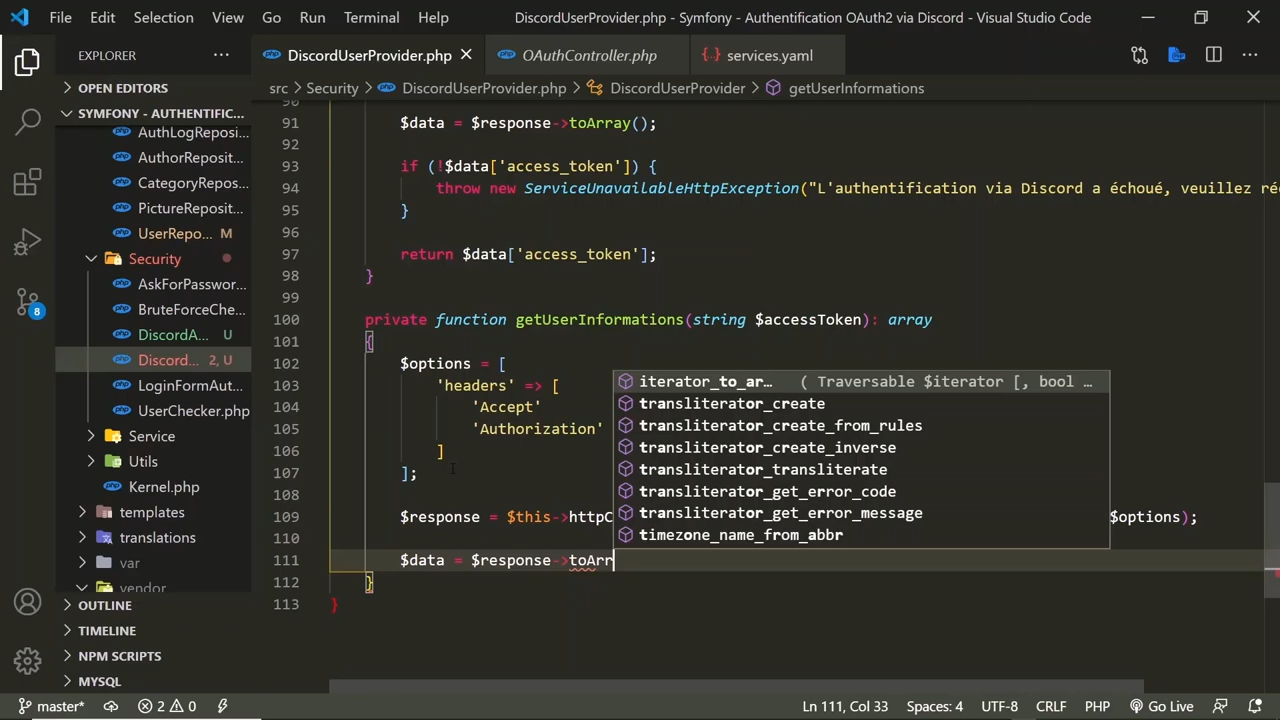 File Edit Selection View Go Run Terminal Help DiscordUserProvider.php - Symfony - Authentification OAuth2 via Discord - Visual Studio Code
EXPLORER ··· DiscordUserProvider.php OAuthController.php services.yaml
OPEN EDITORS
src > Security > DiscordUserProvider.php > DiscordUserProvider > getUserInformations
SYMFONY - AUTHENTIFIC...
AuthLogReposi...
AuthorReposit...
CategoryRepos...
PictureReposit...
UserRepo... M
Security
AskForPasswor...
BruteForceChe...
DiscordA... U
Discord... 2, U
LoginFormAut...
UserChecker.php
Service
Utils
Kernel.php
templates
translations
var
vendor
OUTLINE
TIMELINE
NPM SCRIPTS
MYSQL
8
90
91 $data = $response->toArray();
92
93 if (!$data['access_token']) {
94 throw new ServiceUnavailableHttpException("L'authentification via Discord a échoué, veuillez ré
95 }
96
97 return $data['access_token'];
98 }
99
100 private function getUserInformations(string $accessToken): array
101 {
102 $options = [
103 'headers' => [
104 'Accept'
105 'Authorization'
106 ]
107 ];
108
109 $response = $this->httpC $options);
110
111 $data = $response->toArr
112 }
113 }
iterator_to_ar… ( Traversable $iterator [, bool …
transliterator_create
transliterator_create_from_rules
transliterator_create_inverse
transliterator_transliterate
transliterator_get_error_code
transliterator_get_error_message
timezone_name_from_abbr
master* 2 0 Ln 111, Col 33 Spaces: 4 UTF-8 CRLF PHP Go Live